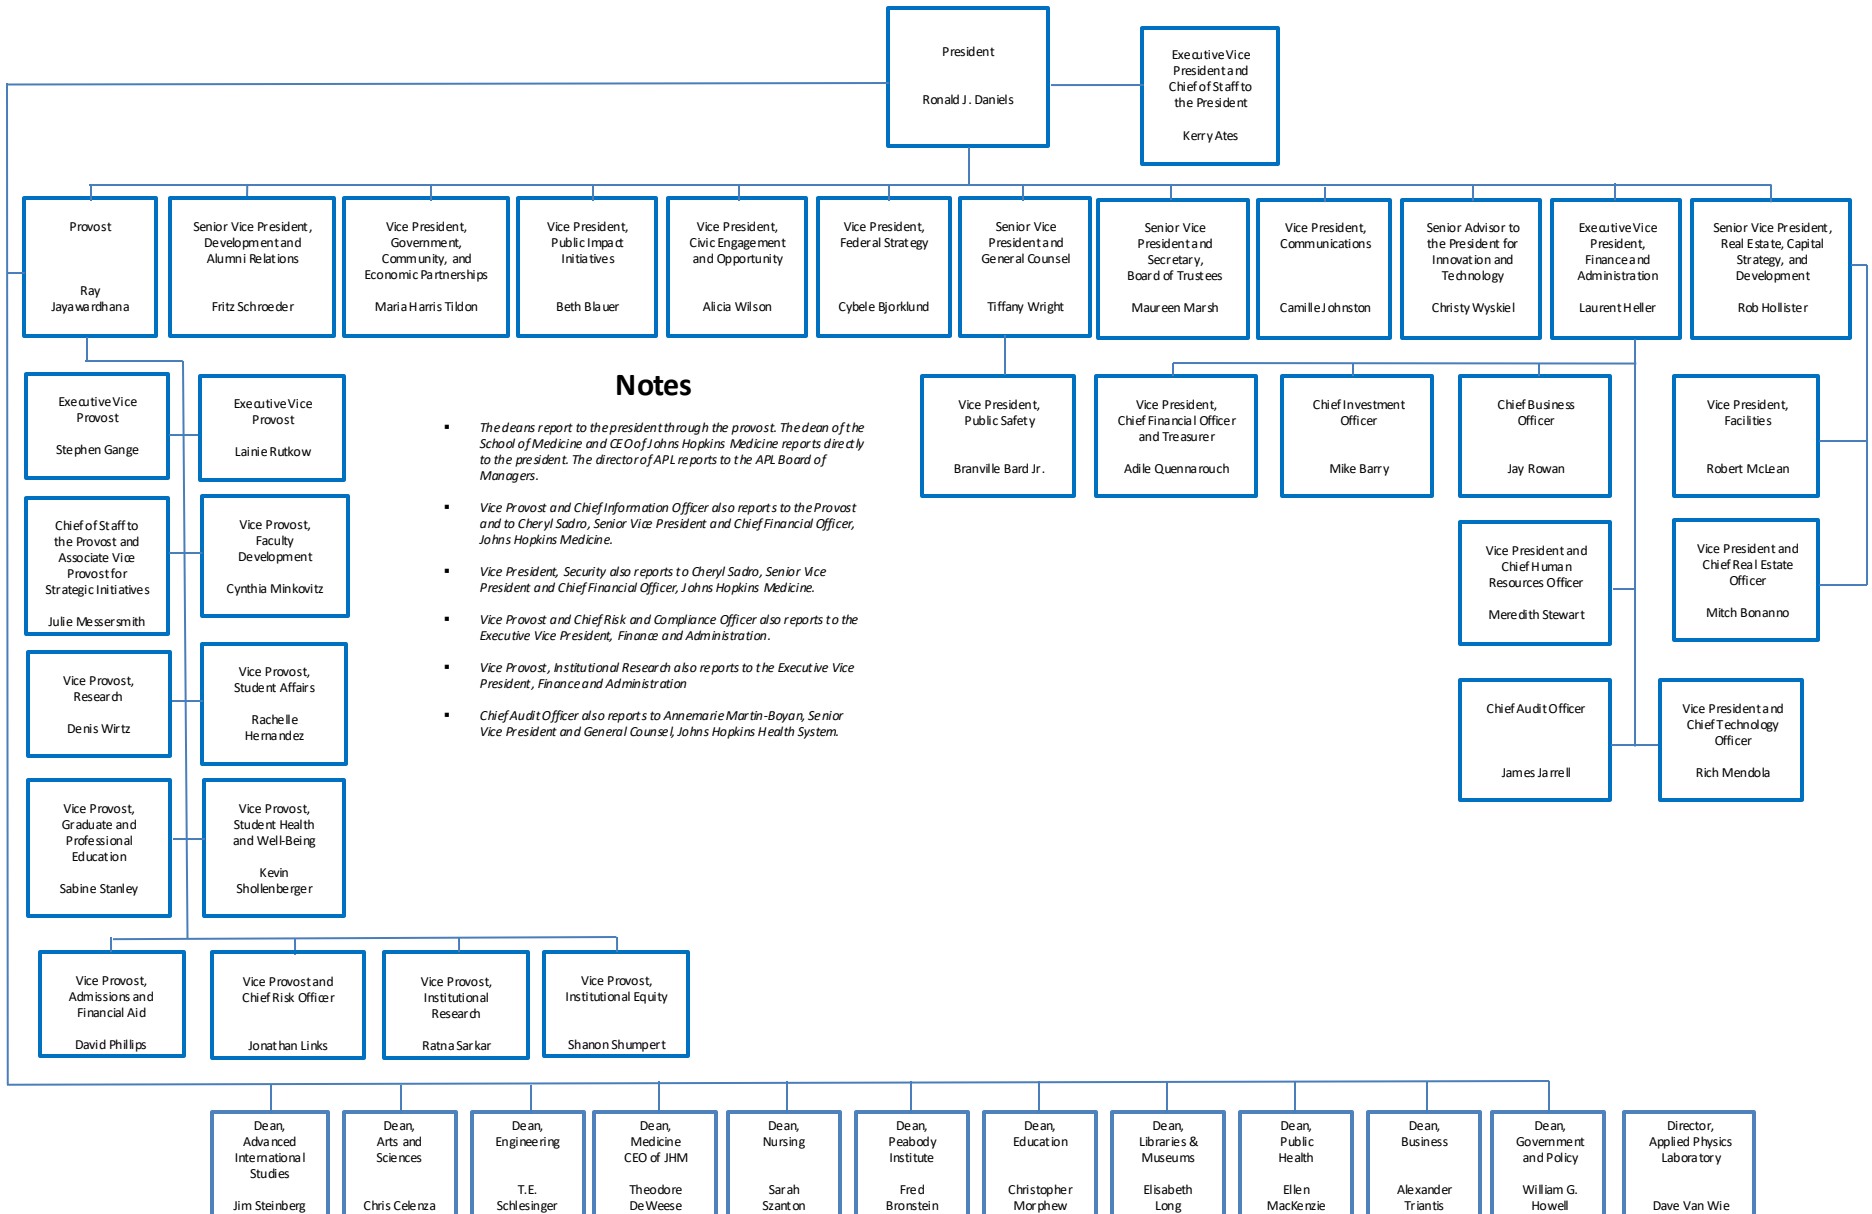 President
Ronald J. Daniels
Executive Vice
President and
Chief of Staff to
the President
Kerry Ates
Provost
Ray
Jayawardhana
Senior Vice President,
Development and
Alumni Relations
Fritz Schroeder
Vice President,
Government,
Community, and
Economic Partnerships
Maria Harris Tildon
Vice President,
Public Impact
Initiatives
Beth Blauer
Vice President,
Civic Engagement
and Opportunity
Alicia Wilson
Vice President,
Federal Strategy
Cybele Bjorklund
Senior Vice
President and
General Counsel
Tiffany Wright
Senior Vice
President and
Secretary,
Board of Trustees
Maureen Marsh
Vice President,
Communications
Camille Johnston
Senior Advisor to
the President for
Innovation and
Technology
Christy Wyskiel
Executive Vice
President,
Finance and
Administration
Laurent Heller
Senior Vice President,
Real Estate, Capital
Strategy, and
Development
Rob Hollister
Executive Vice
Provost
Stephen Gange
Executive Vice
Provost
Lainie Rutkow
Chief of Staff to
the Provost and
Associate Vice
Provost for
Strategic Initiatives
Julie Messersmith
Vice Provost,
Faculty
Development
Cynthia Minkovitz
Vice Provost,
Research
Denis Wirtz
Vice Provost,
Student Affairs
Rachelle
Hernandez
Vice Provost,
Graduate and
Professional
Education
Sabine Stanley
Vice Provost,
Student Health
and Well-Being
Kevin
Shollenberger
Notes
▪ The deans report to the president through the provost. The dean of the
School of Medicine and CEO of Johns Hopkins Medicine reports directly
to the president. The director of APL reports to the APL Board of
Managers.
▪ Vice Provost and Chief Information Officer also reports to the Provost
and to Cheryl Sadro, Senior Vice President and Chief Financial Officer,
Johns Hopkins Medicine.
▪ Vice President, Security also reports to Cheryl Sadro, Senior Vice
President and Chief Financial Officer, Johns Hopkins Medicine.
▪ Vice Provost and Chief Risk and Compliance Officer also reports to the
Executive Vice President, Finance and Administration.
▪ Vice Provost, Institutional Research also reports to the Executive Vice
President, Finance and Administration
▪ Chief Audit Officer also reports to Annemarie Martin-Boyan, Senior
Vice President and General Counsel, Johns Hopkins Health System.
Vice President,
Public Safety
Branville Bard Jr.
Vice President,
Chief Financial Officer
and Treasurer
Adile Quennarouch
Chief Investment
Officer
Mike Barry
Chief Business
Officer
Jay Rowan
Vice President,
Facilities
Robert McLean
Vice President and
Chief Human
Resources Officer
Meredith Stewart
Vice President and
Chief Real Estate
Officer
Mitch Bonanno
Chief Audit Officer
James Jarrell
Vice President and
Chief Technology
Officer
Rich Mendola
Vice Provost,
Admissions and
Financial Aid
David Phillips
Vice Provost and
Chief Risk Officer
Jonathan Links
Vice Provost,
Institutional
Research
Ratna Sarkar
Vice Provost,
Institutional Equity
Shanon Shumpert
Dean,
Advanced
International
Studies
Jim Steinberg
Dean,
Arts and
Sciences
Chris Celenza
Dean,
Engineering
T.E.
Schlesinger
Dean,
Medicine
CEO of JHM
Theodore
DeWeese
Dean,
Nursing
Sarah
Szanton
Dean,
Peabody
Institute
Fred
Bronstein
Dean,
Education
Christopher
Morphew
Dean,
Libraries &
Museums
Elisabeth
Long
Dean,
Public
Health
Ellen
MacKenzie
Dean,
Business
Alexander
Triantis
Dean,
Government
and Policy
William G.
Howell
Director,
Applied Physics
Laboratory
Dave Van Wie